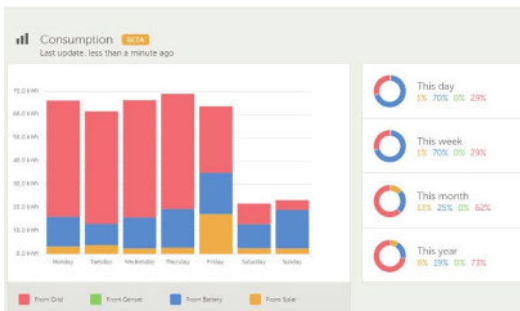 Consumption BETA
Last update: less than a minute ago
70.0 kWh
60.0 kWh
50.0 kWh
40.0 kWh
30.0 kWh
20.0 kWh
10.0 kWh
0.0 kWh
Monday Tuesday Wednesday Thursday Friday Saturday Sunday
From Grid From Genset From Battery From Solar
This day
1% 70% 0% 29%
This week
1% 70% 0% 29%
This month
13% 25% 0% 62%
This year
8% 19% 0% 73%